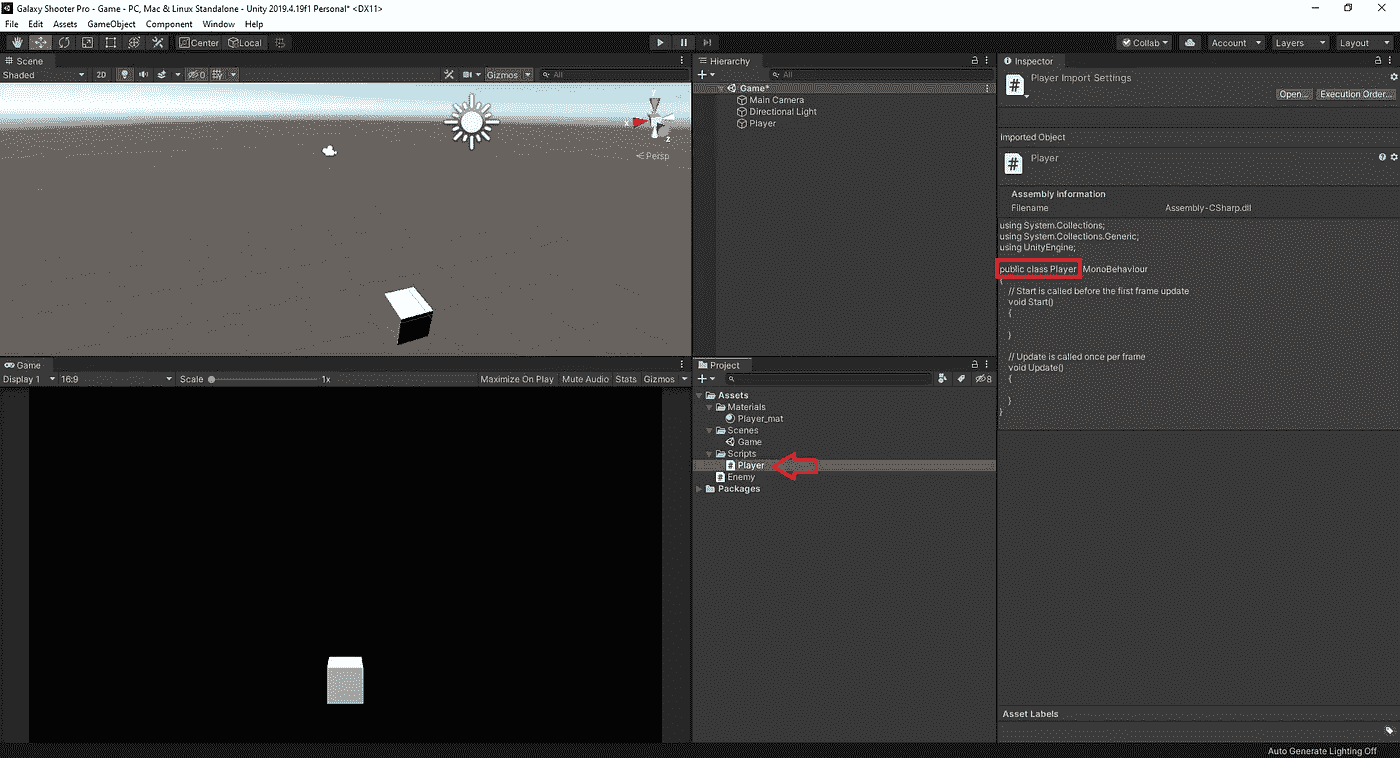 Galaxy Shooter Pro - Game - PC, Mac & Linux Standalone - Unity 2019.4.19f1 Personal* <DX11>
File Edit Assets GameObject Component Window Help
Center Local Collab Account Layers Layout
Scene
Shaded 2D 0 Gizmos All
y
x
z
Persp
Game
Display 1 16:9 Scale 1x Maximize On Play Mute Audio Stats Gizmos
Hierarchy
All
Game*
Main Camera
Directional Light
Player
Project
8
Assets
Materials
Player_mat
Scenes
Game
Scripts
# Player
# Enemy
Packages
Inspector
# Player Import Settings
Open... Execution Order...
Imported Object
# Player
Assembly Information
Filename Assembly-CSharp.dll
using System.Collections;
using System.Collections.Generic;
using UnityEngine;
public class Player MonoBehaviour
{
// Start is called before the first frame update
void Start()
{
}
// Update is called once per frame
void Update()
{
}
}
Asset Labels
Auto Generate Lighting Off